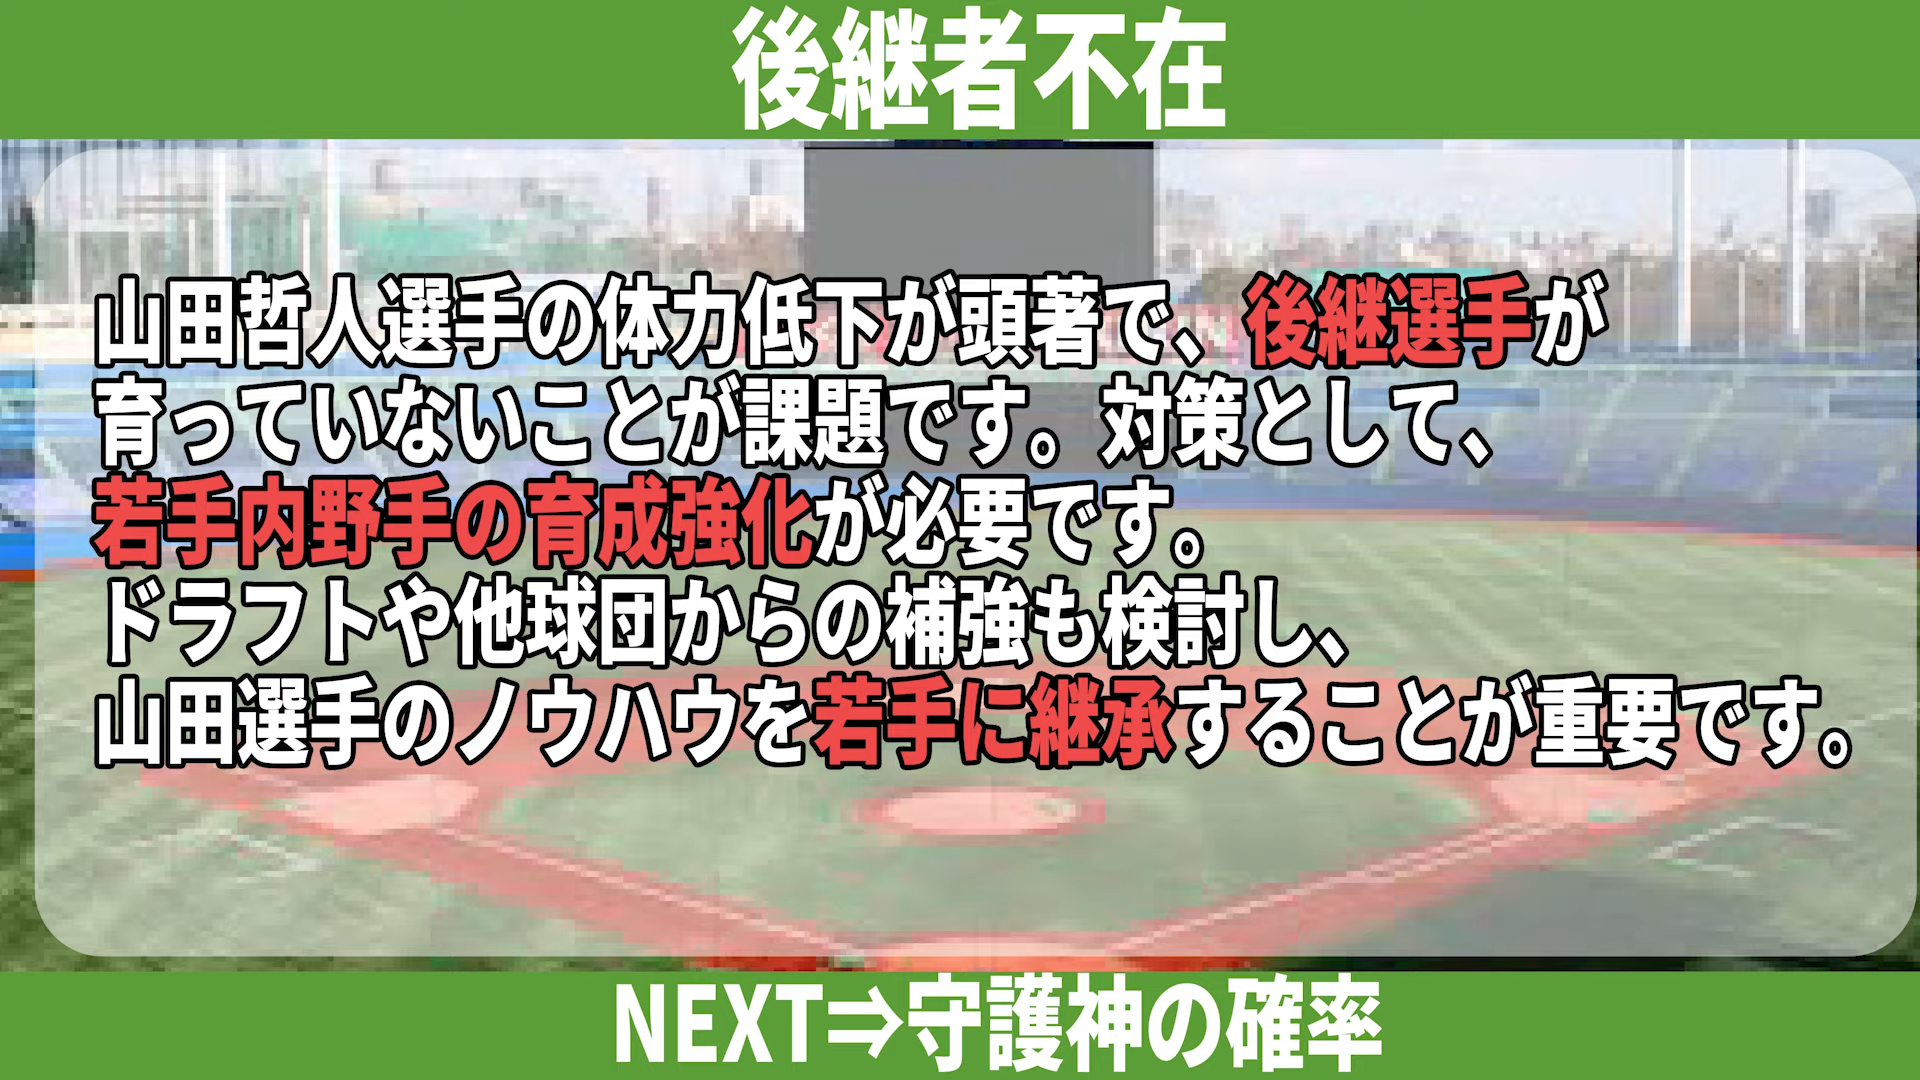 後継者不在
山田哲人選手の体力低下が頭著で、後継選手が
育っていないことが課題です。対策として、
若手内野手の育成強化が必要です。
ドラフトや他球団からの補強も検討し、
山田選手のノウハウを若手に継承することが重要です。
NEXT⇒守護神の確率